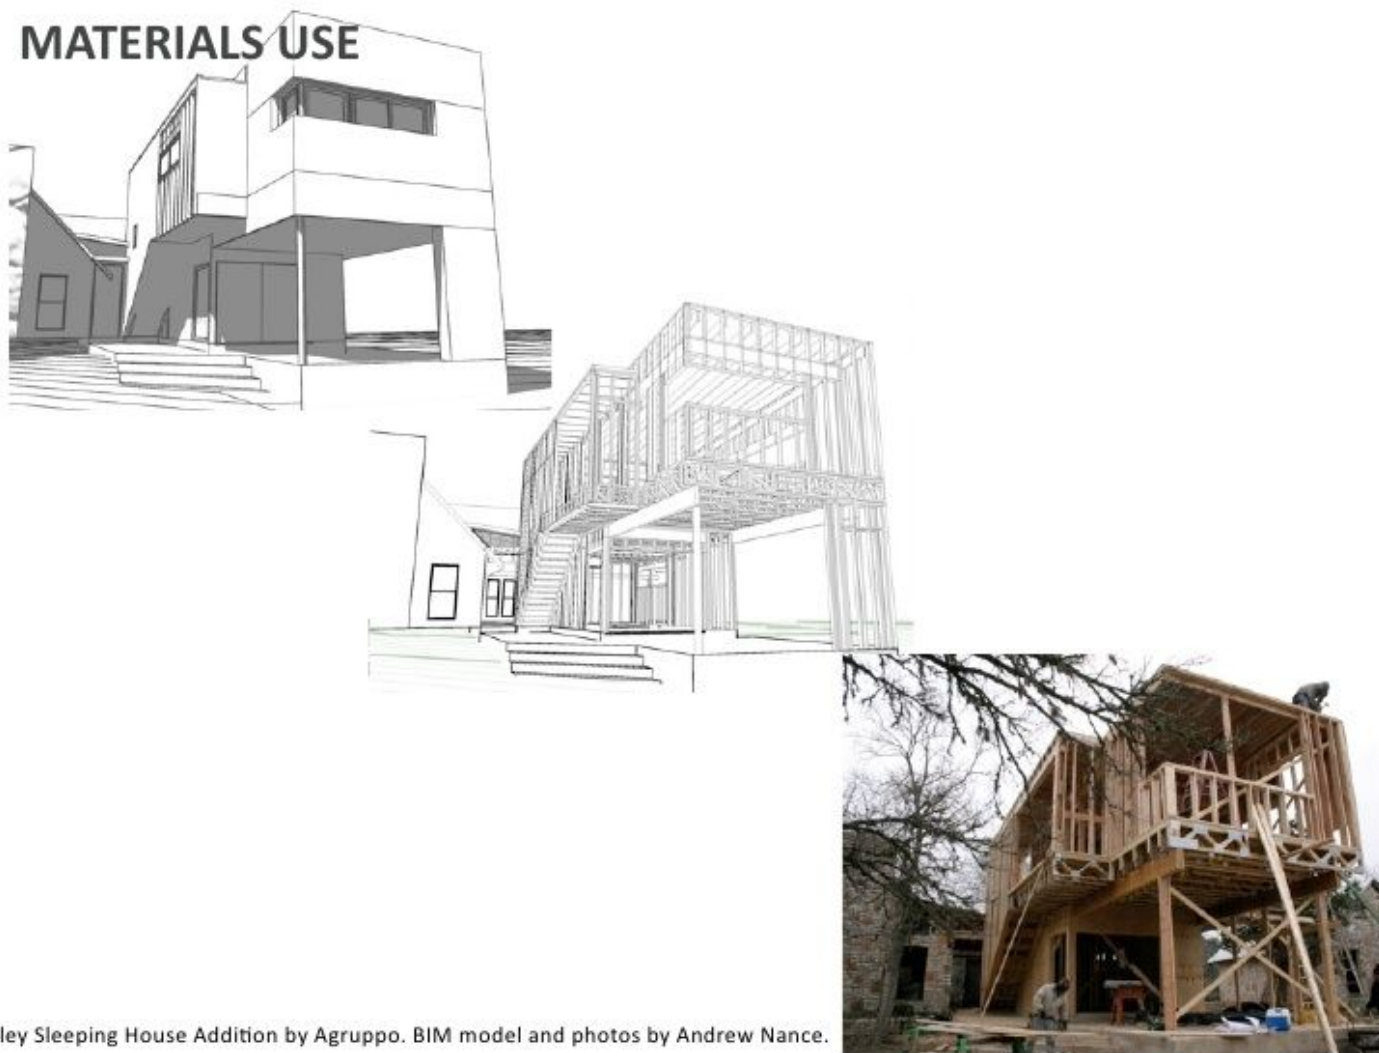 MATERIALS USE
ley Sleeping House Addition by Agruppo. BIM model and photos by Andrew Nance.